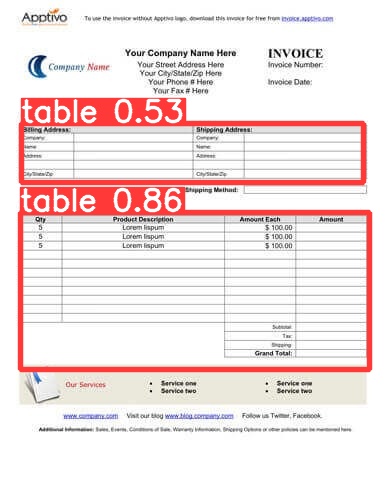 Apptivo
To use the invoice without Apptivo logo, download this invoice for free from invoice.apptivo.com
Your Company Name Here
INVOICE
Company Name
Your Street Address Here
Invoice Number:
Your City/State/Zip Here
Your Phone # Here
Invoice Date:
Your Fax # Here
table 0.53
Billing Address: Shipping Address:
Company: Company:
Name: Name:
Address: Address:
City/State/Zip City/State/Zip
table 0.86
Shipping Method:
Qty Product Description Amount Each Amount
5 Lorem Iispum $ 100.00
5 Lorem Iispum $ 100.00
5 Lorem Iispum $ 100.00
Subtotal:
Tax:
Shipping:
Grand Total:
Our Services
• Service one • Service one
• Service two • Service two
www.company.com Visit our blog www.blog.company.com Follow us Twitter, Facebook.
Additional Information: Sales, Events, Conditions of Sale, Warranty Information, Shipping Options or other policies can be mentioned here.